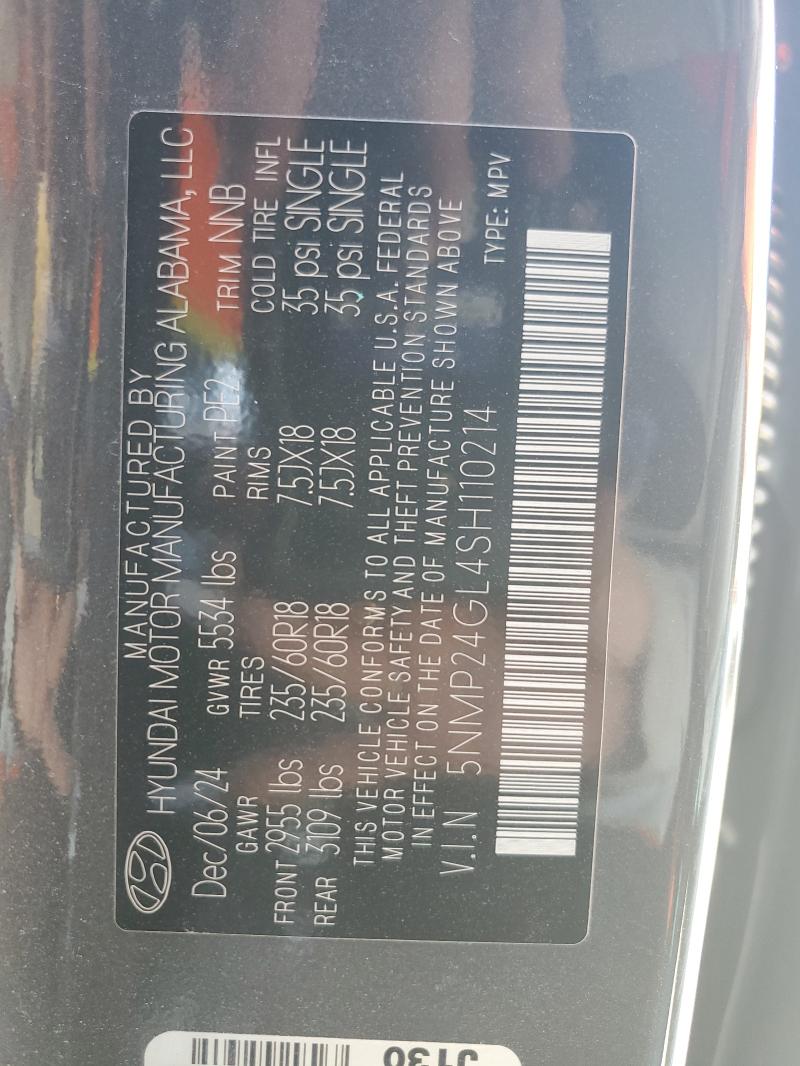 MANUFACTURED BY
HYUNDAI MOTOR MANUFACTURING ALABAMA, LLC
Dec/06/24 GVWR 5534 lbs PAINT PE2 TRIM NNB
GAWR TIRES RIMS COLD TIRE INFL
FRONT 2955 lbs 235/60R18 7.5JX18 35 psi SINGLE
REAR 3109 lbs 235/60R18 7.5JX18 35 psi SINGLE
THIS VEHICLE CONFORMS TO ALL APPLICABLE U.S.A. FEDERAL
MOTOR VEHICLE SAFETY AND THEFT PREVENTION STANDARDS
IN EFFECT ON THE DATE OF MANUFACTURE SHOWN ABOVE
V.I.N 5NMP24GL4SH110214 TYPE: MPV